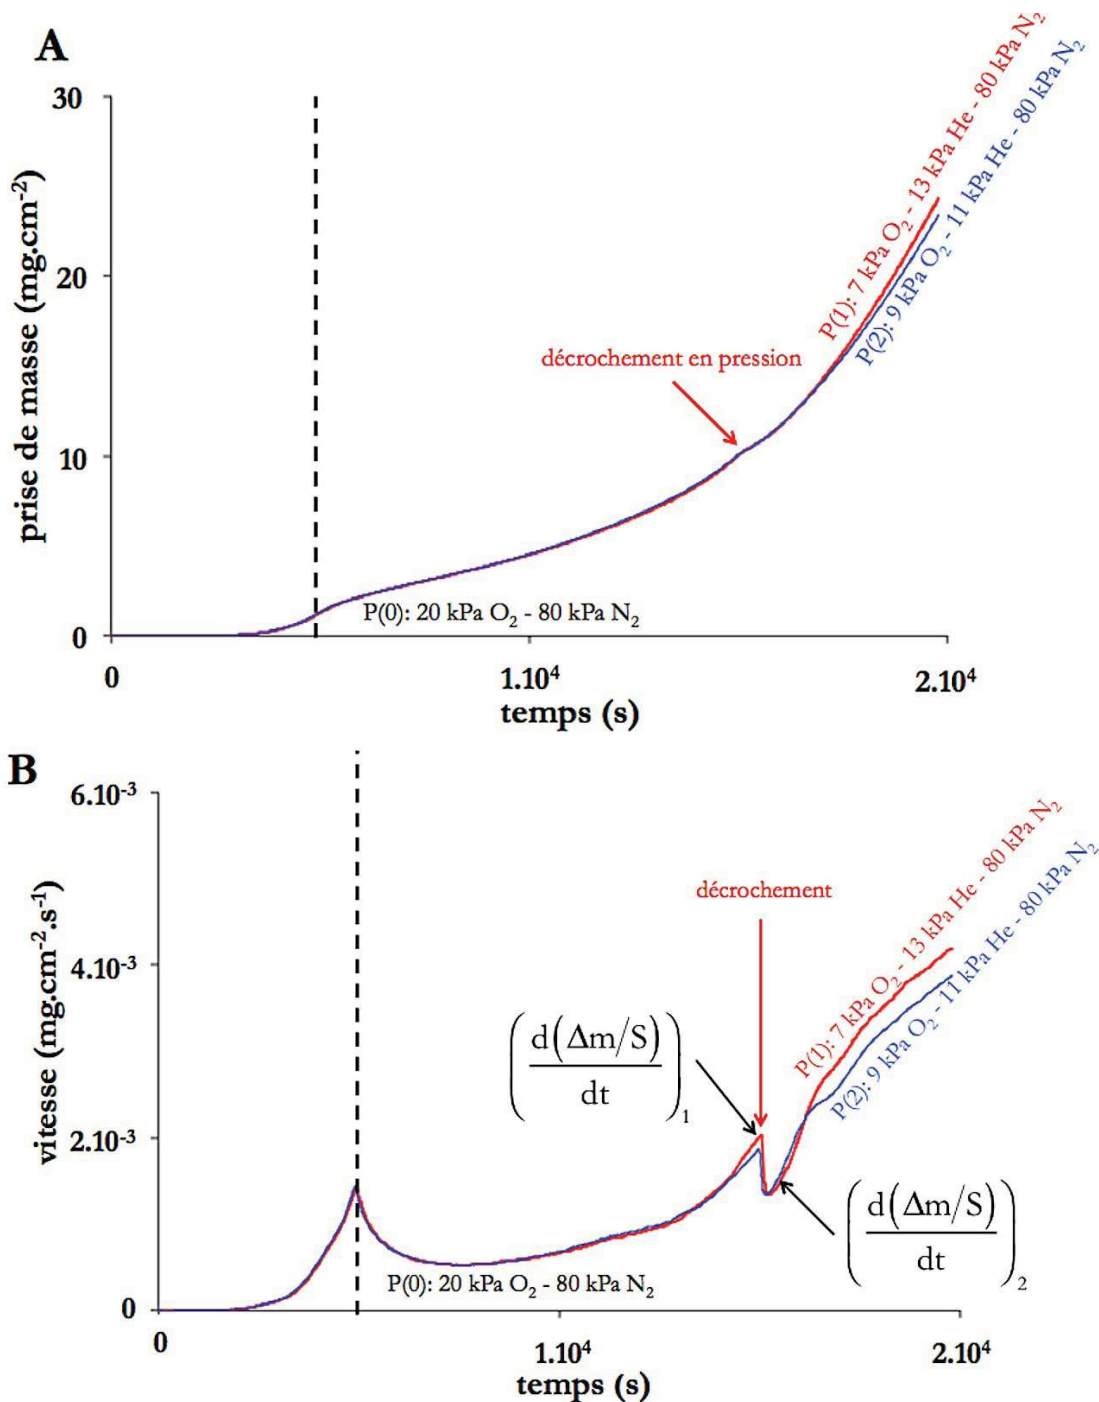 A
30
20
10
0
prise de masse (mg.cm⁻²)
P(1): 7 kPa O₂ - 13 kPa He - 80 kPa N₂
P(2): 9 kPa O₂ - 11 kPa He - 80 kPa N₂
décrochement en pression
P(0): 20 kPa O₂ - 80 kPa N₂
0
1.10⁴
2.10⁴
temps (s)
B
6.10⁻³
4.10⁻³
2.10⁻³
0
vitesse (mg.cm⁻².s⁻¹)
P(1): 7 kPa O₂ - 13 kPa He - 80 kPa N₂
P(2): 9 kPa O₂ - 11 kPa He - 80 kPa N₂
décrochement
(d(Δm/S)/dt)₁
(d(Δm/S)/dt)₂
P(0): 20 kPa O₂ - 80 kPa N₂
0
1.10⁴
2.10⁴
temps (s)